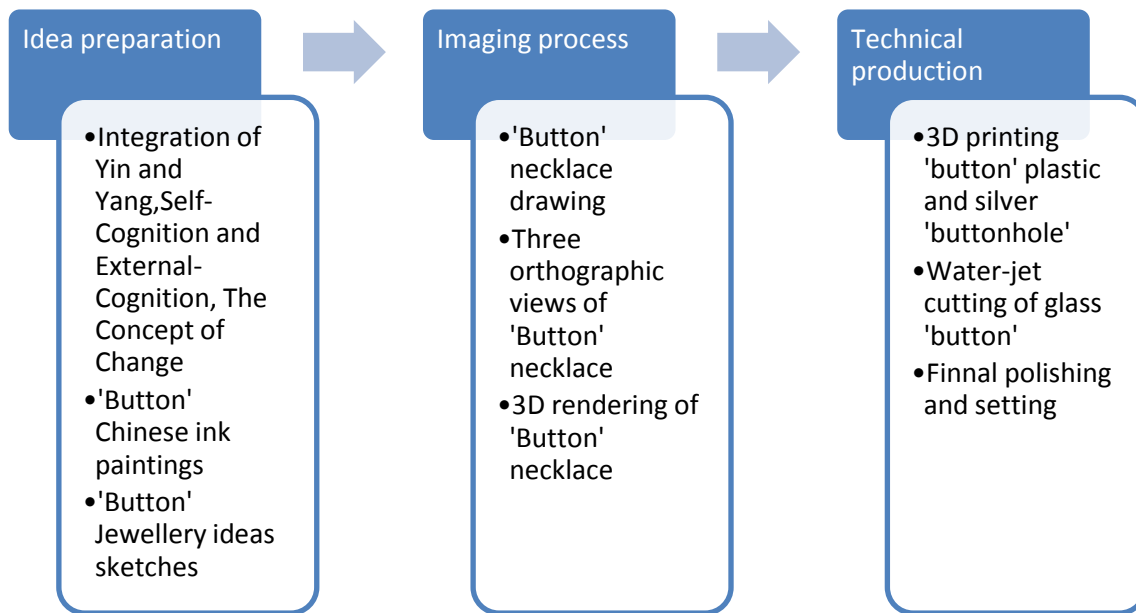 Idea preparation
•Integration of
Yin and
Yang,Self-
Cognition and
External-
Cognition, The
Concept of
Change
•'Button'
Chinese ink
paintings
•'Button'
Jewellery ideas
sketches
Imaging process
•'Button'
necklace
drawing
•Three
orthographic
views of
'Button'
necklace
•3D rendering of
'Button'
necklace
Technical
production
•3D printing
'button' plastic
and silver
'buttonhole'
•Water-jet
cutting of glass
'button'
•Finnal polishing
and setting